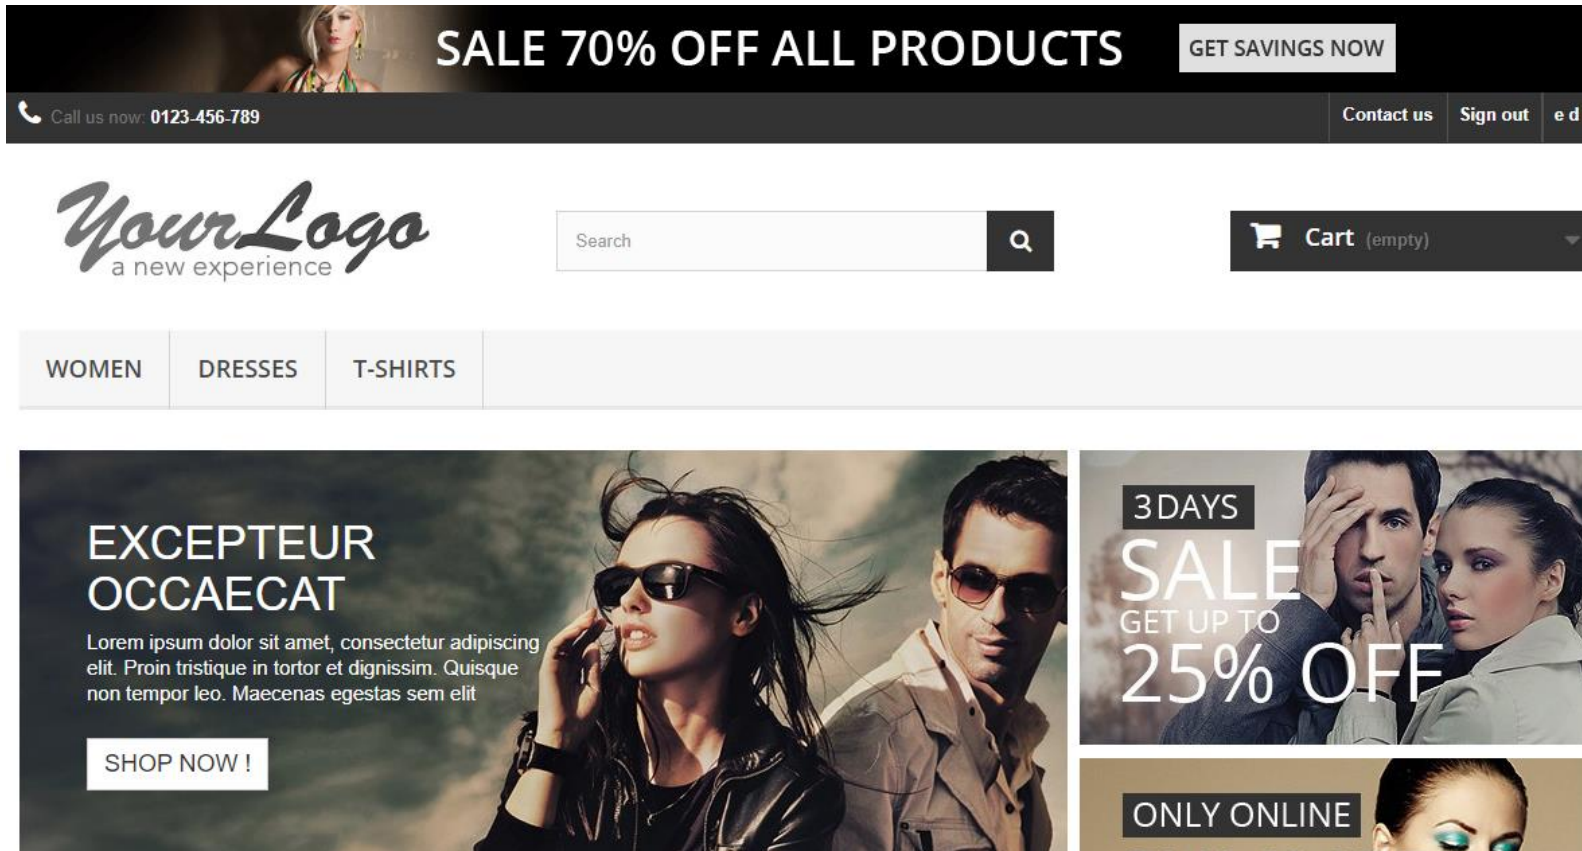 SALE 70% OFF ALL PRODUCTS
GET SAVINGS NOW
Call us now: 0123-456-789
Contact us
Sign out
e d
Your Logo
a new experience
Search
Cart (empty)
WOMEN
DRESSES
T-SHIRTS
EXCEPTEUR
OCCAECAT
Lorem ipsum dolor sit amet, consectetur adipiscing
elit. Proin tristique in tortor et dignissim. Quisque
non tempor leo. Maecenas egestas sem elit
SHOP NOW !
3 DAYS
SALE
GET UP TO
25% OFF
ONLY ONLINE